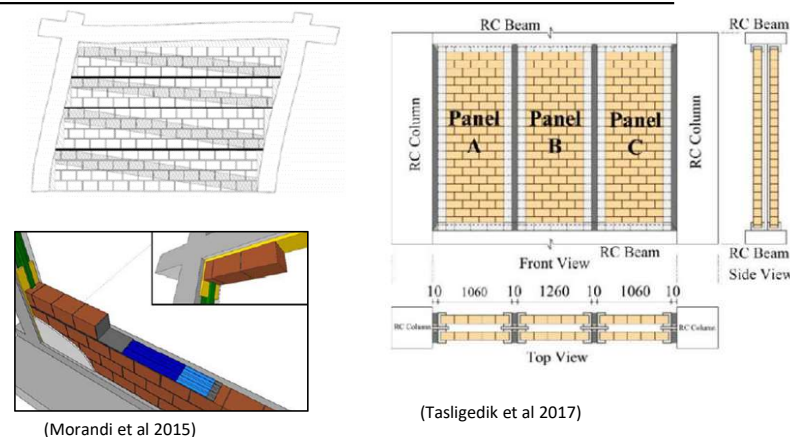 RC Beam
RC Beam
RC Column
Panel
A
Panel
B
Panel
C
RC Column
RC Beam
RC Beam
Front View
Side View
10 1060 10 1260 10 1060 10
RC Column
RC Column
Top View
(Morandi et al 2015)
(Tasligedik et al 2017)